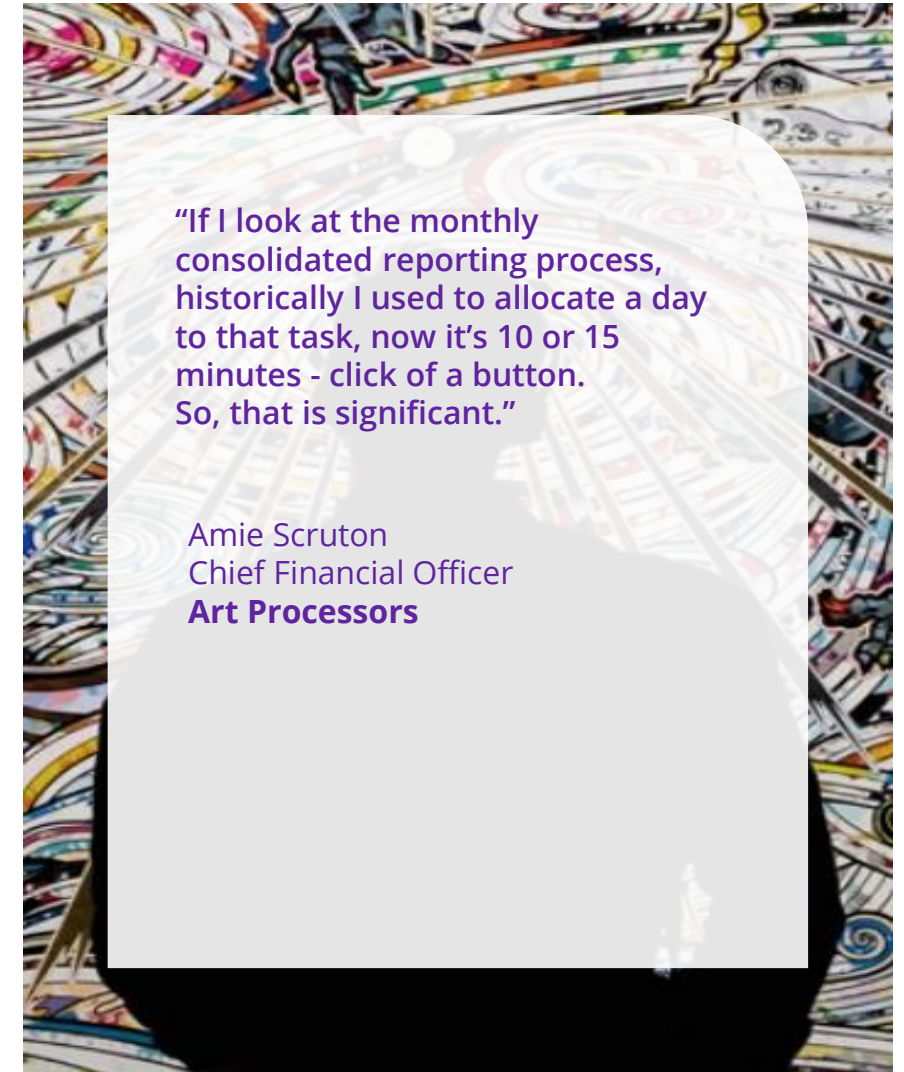 “If I look at the monthly
consolidated reporting process,
historically I used to allocate a day
to that task, now it’s 10 or 15
minutes - click of a button.
So, that is significant.”
Amie Scruton
Chief Financial Officer
Art Processors